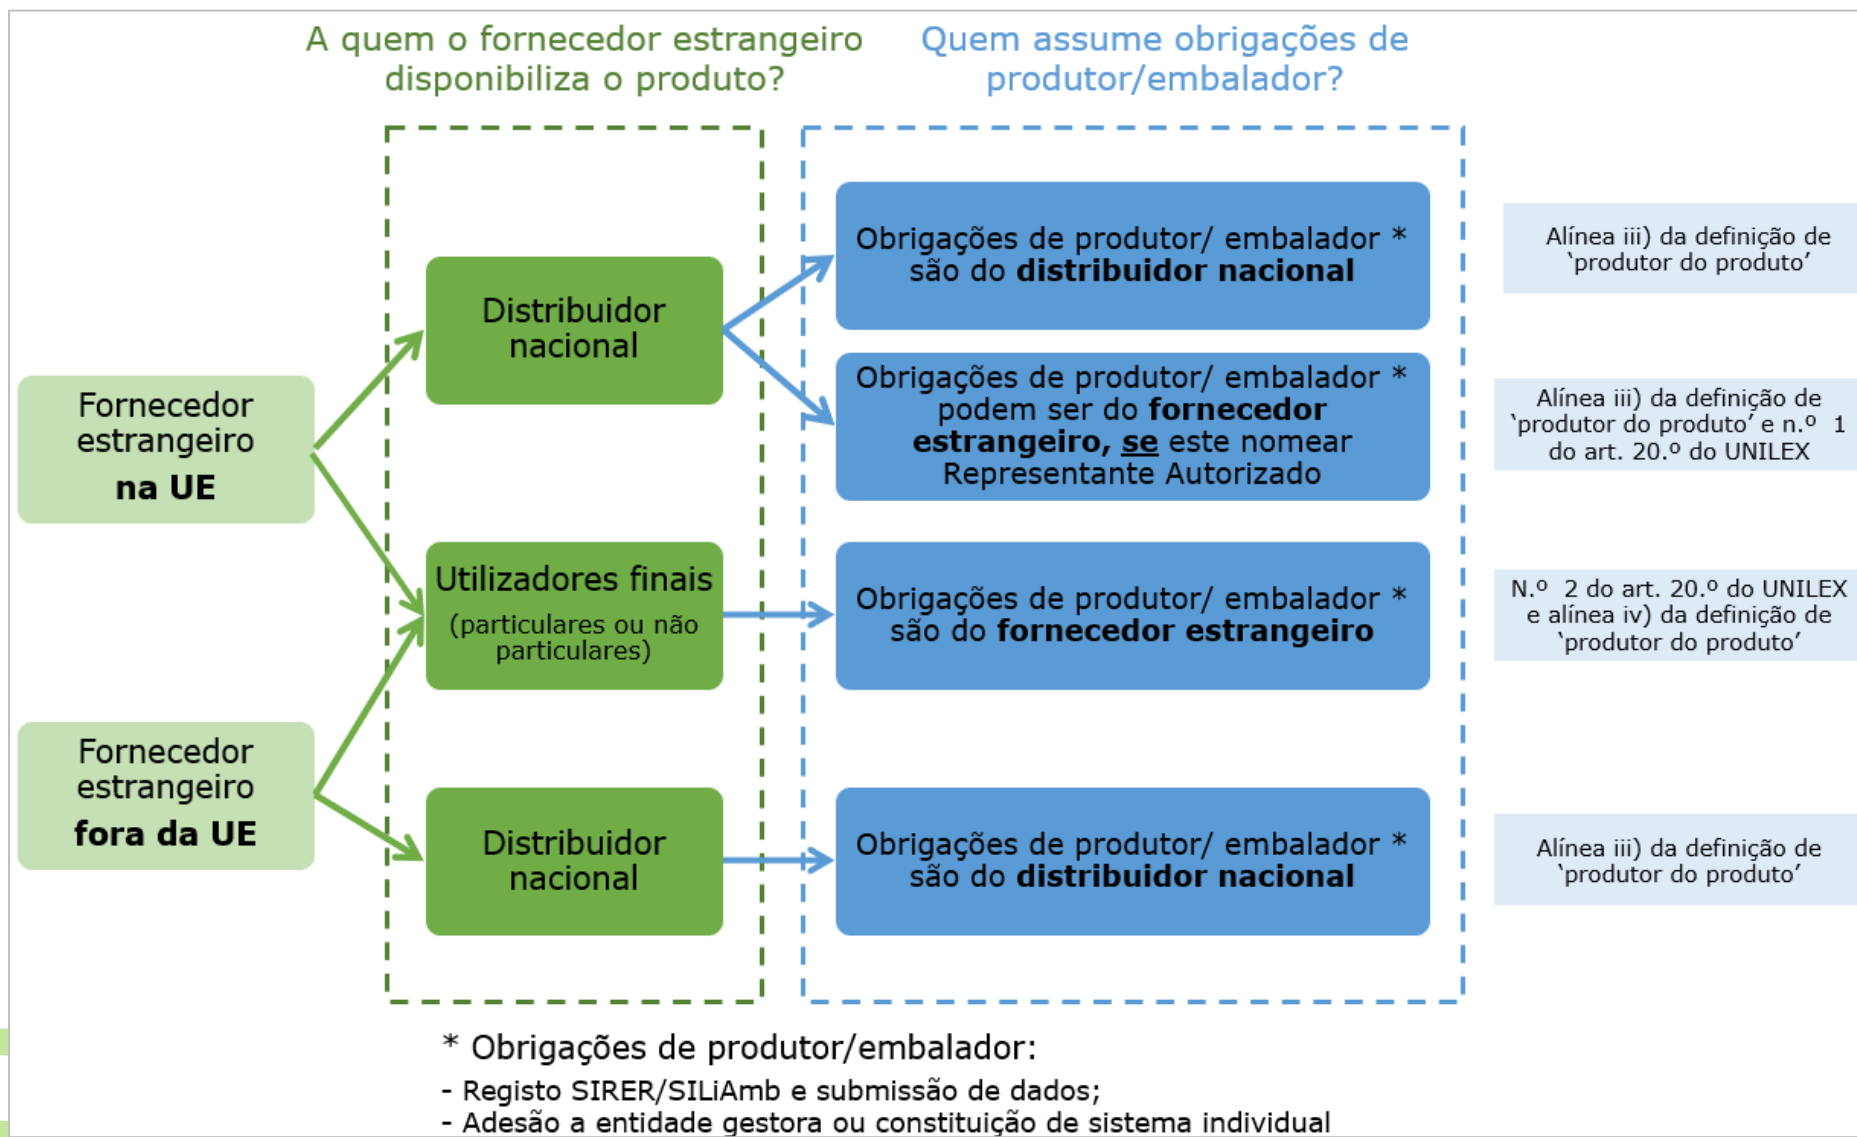 A quem o fornecedor estrangeiro
disponibiliza o produto?
Quem assume obrigações de
produtor/embalador?
Fornecedor
estrangeiro
na UE
Distribuidor
nacional
Obrigações de produtor/ embalador *
são do distribuidor nacional
Alínea iii) da definição de
‘produtor do produto’
Obrigações de produtor/ embalador *
podem ser do fornecedor
estrangeiro, se este nomear
Representante Autorizado
Alínea iii) da definição de
‘produtor do produto’ e n.º 1
do art. 20.º do UNILEX
Utilizadores finais
(particulares ou não
particulares)
Obrigações de produtor/ embalador *
são do fornecedor estrangeiro
N.º 2 do art. 20.º do UNILEX
e alínea iv) da definição de
‘produtor do produto’
Fornecedor
estrangeiro
fora da UE
Distribuidor
nacional
Obrigações de produtor/ embalador *
são do distribuidor nacional
Alínea iii) da definição de
‘produtor do produto’
* Obrigações de produtor/embalador:
- Registo SIRER/SILiAmb e submissão de dados;
- Adesão a entidade gestora ou constituição de sistema individual